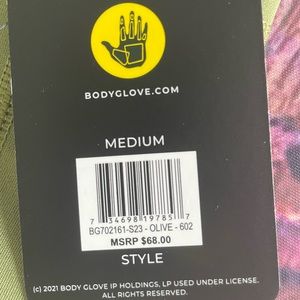 BODYGLOVE.COM
MEDIUM
7 34698 19785 7
BG702161-S23 - OLIVE - 602
MSRP $68.00
STYLE
(c) 2021 BODY GLOVE IP HOLDINGS, LP USED UNDER LICENSE.
ALL RIGHTS RESERVED.